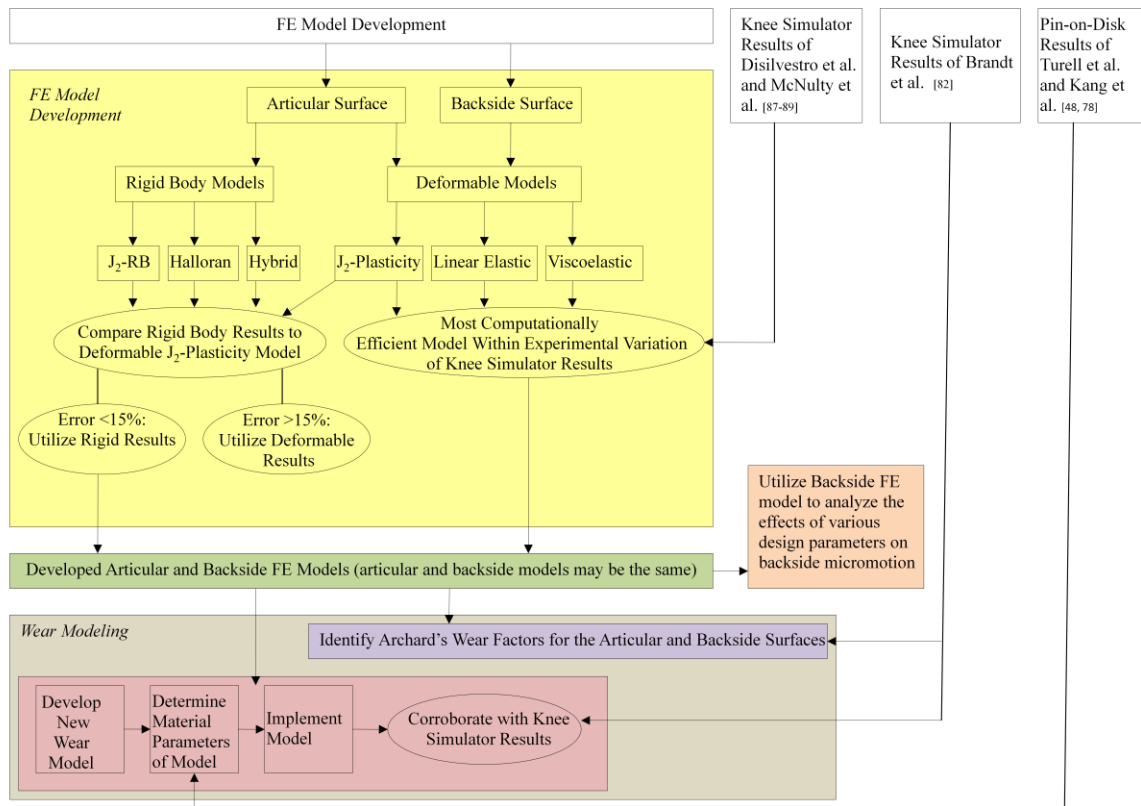 FE Model Development
Knee Simulator
Results of
Disilvestro et al.
and McNulty et
al. [87-89]
Knee Simulator
Results of Brandt
et al. [82]
Pin-on-Disk
Results of
Turell et al.
and Kang et
al. [48, 78]
FE Model
Development
Articular Surface
Backside Surface
Rigid Body Models
Deformable Models
J₂-RB
Halloran
Hybrid
J₂-Plasticity
Linear Elastic
Viscoelastic
Compare Rigid Body Results to
Deformable J₂-Plasticity Model
Most Computationally
Efficient Model Within Experimental Variation
of Knee Simulator Results
Error <15%:
Utilize Rigid Results
Error >15%:
Utilize Deformable
Results
Utilize Backside FE
model to analyze the
effects of various
design parameters on
backside micromotion
Developed Articular and Backside FE Models (articular and backside models may be the same)
Wear Modeling
Identify Archard's Wear Factors for the Articular and Backside Surfaces
Develop
New
Wear
Model
Determine
Material
Parameters
of Model
Implement
Model
Corroborate with Knee
Simulator Results